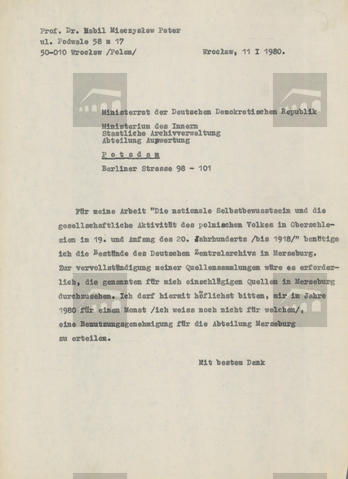 Prof. Dr. Habil Mieczysław Pater
ul. Podwale 58 m 17
50-010 Wrocław /Polen/
Wrocław, 11 I 1980.
Ministerrat der Deutschen Demokratischen Republik
Ministerium des Innern
Staatliche Archivverwaltung
Abteilung Auswertung
Potsdam
Berliner Strasse 98 - 101
Für meine Arbeit "Die nationale Selbstbewusstsein und die
gesellschaftliche Aktivität des polnischen Volkes in Oberschle-
sien im 19. und Anfang des 20. Jahrhunderts /bis 1918/" benötige
ich die Bestände des Deutschen Zentralarchivs in Merseburg.
Zur vervollständigung meiner Quellensammlungen wäre es erforder-
lich, die genannten für mich einschlägigen Quellen in Merseburg
durchzusehen. Ich darf hiermit höflichst bitten, mir im Jahre
1980 für einen Monat /ich weiss noch nicht für welchen/,
eine Benutzungsgenehmigung für die Abteilung Merseburg
zu erteilen.
Mit bestem Dank